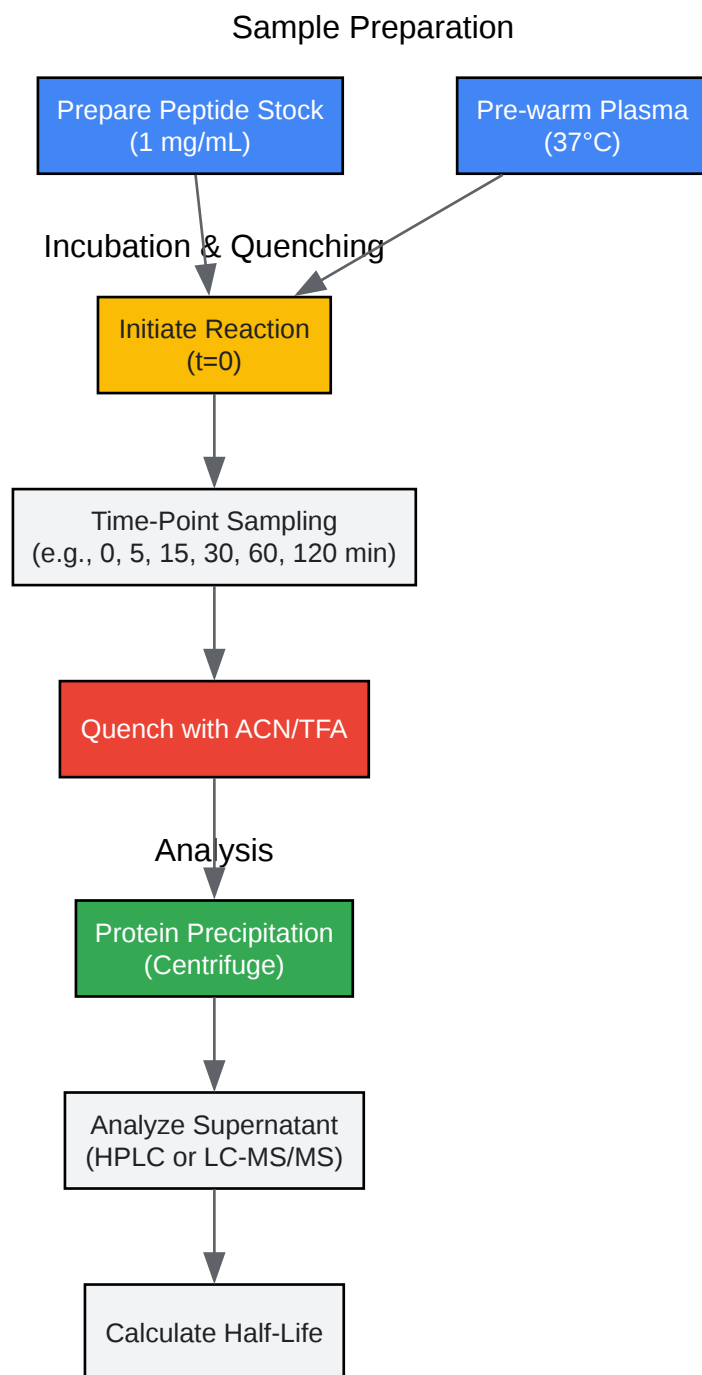 Sample Preparation
Prepare Peptide Stock
(1 mg/mL)
Pre-warm Plasma
(37°C)
Incubation & Quenching
Initiate Reaction
(t=0)
Time-Point Sampling
(e.g., 0, 5, 15, 30, 60, 120 min)
Quench with ACN/TFA
Analysis
Protein Precipitation
(Centrifuge)
Analyze Supernatant
(HPLC or LC-MS/MS)
Calculate Half-Life